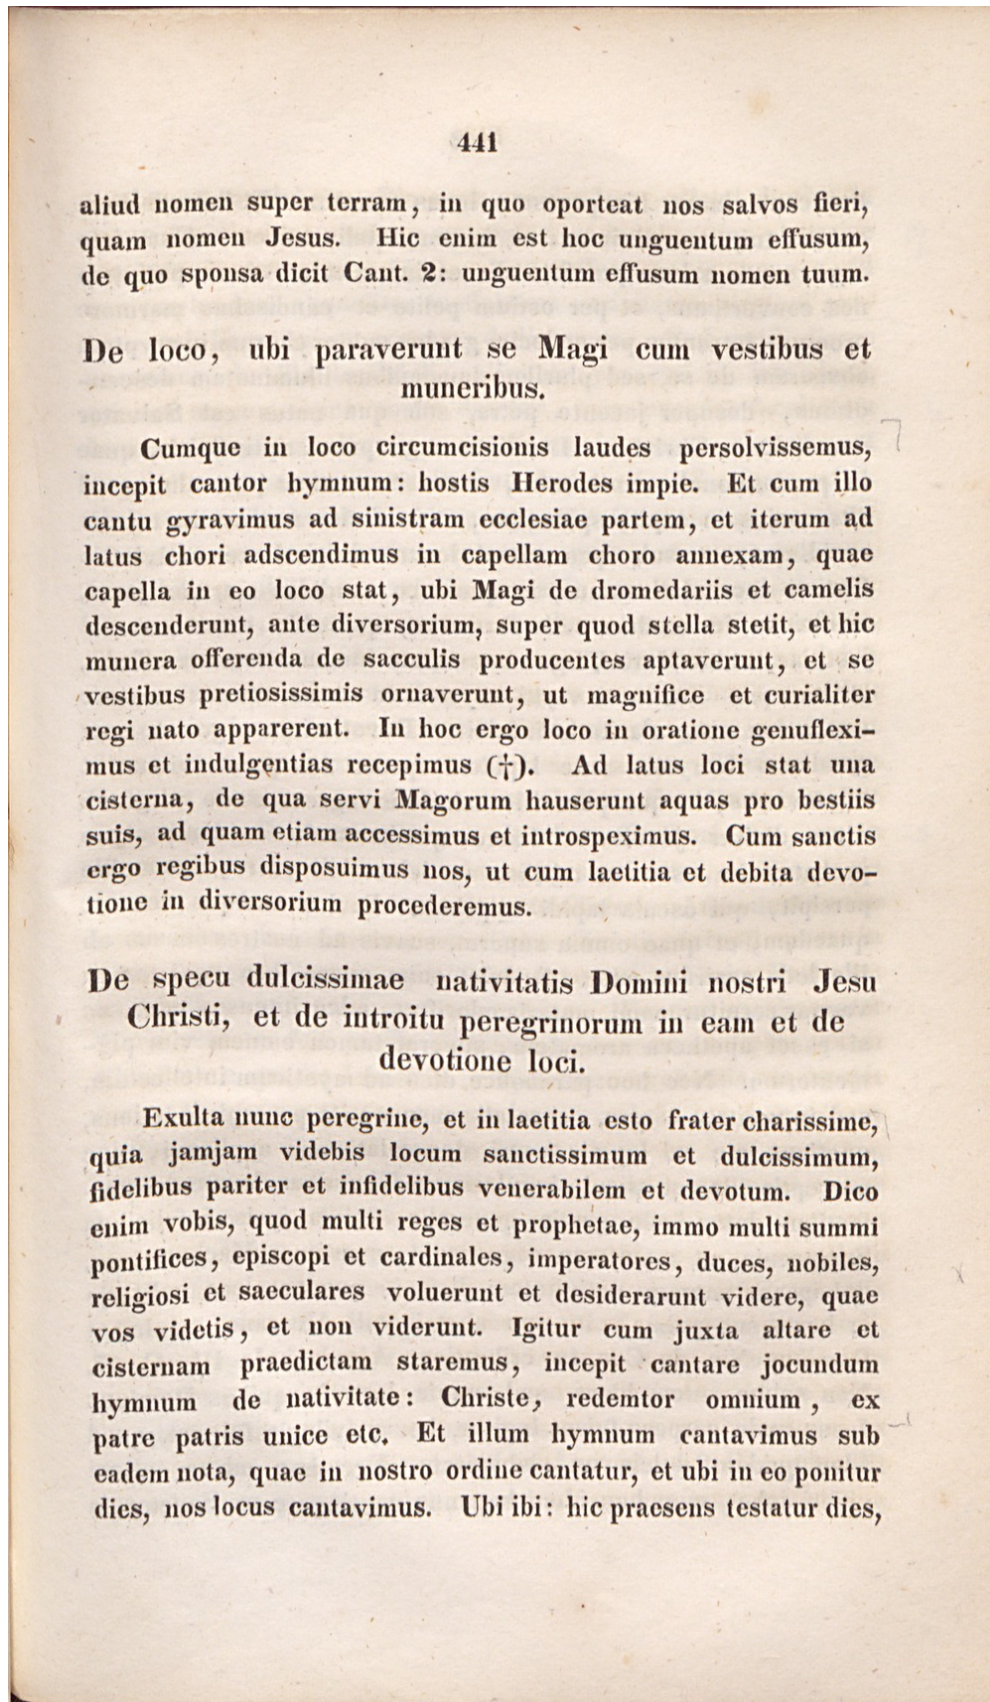 441
aliud nomen super terram, in quo oporteat nos salvos fieri,
quam nomen Jesus. Hic enim est hoc unguentum effusum,
de quo sponsa dicit Cant. 2: unguentum effusum nomen tuum.
De loco, ubi paraverunt se Magi cum vestibus et
muneribus.
Cumque in loco circumcisionis laudes persolvissemus,
incepit cantor hymnum: hostis Herodes impie. Et cum illo
cantu gyravimus ad sinistram ecclesiae partem, et iterum ad
latus chori adscendimus in capellam choro annexam, quae
capella in eo loco stat, ubi Magi de dromedariis et camelis
descenderunt, ante diversorium, super quod stella stetit, et hic
munera offerenda de sacculis producentes aptaverunt, et se
vestibus pretiosissimis ornaverunt, ut magnifice et curialiter
regi nato apparerent. In hoc ergo loco in oratione genuflexi-
mus et indulgentias recepimus (†). Ad latus loci stat una
cisterna, de qua servi Magorum hauserunt aquas pro bestiis
suis, ad quam etiam accessimus et introspeximus. Cum sanctis
ergo regibus disposuimus nos, ut cum laetitia et debita devo-
tione in diversorium procederemus.
De specu dulcissimae nativitatis Domini nostri Jesu
Christi, et de introitu peregrinorum in eam et de
devotione loci.
Exulta nunc peregrine, et in laetitia esto frater charissime,
quia jamjam videbis locum sanctissimum et dulcissimum,
fidelibus pariter et infidelibus venerabilem et devotum. Dico
enim vobis, quod multi reges et prophetae, immo multi summi
pontifices, episcopi et cardinales, imperatores, duces, nobiles,
religiosi et saeculares voluerunt et desiderarunt videre, quae
vos videtis, et non viderunt. Igitur cum juxta altare et
cisternam praedictam staremus, incepit cantare jocundum
hymnum de nativitate: Christe, redemtor omnium, ex
patre patris unice etc. Et illum hymnum cantavimus sub
eadem nota, quae in nostro ordine cantatur, et ubi in eo ponitur
dies, nos locus cantavimus. Ubi ibi: hic praesens testatur dies,